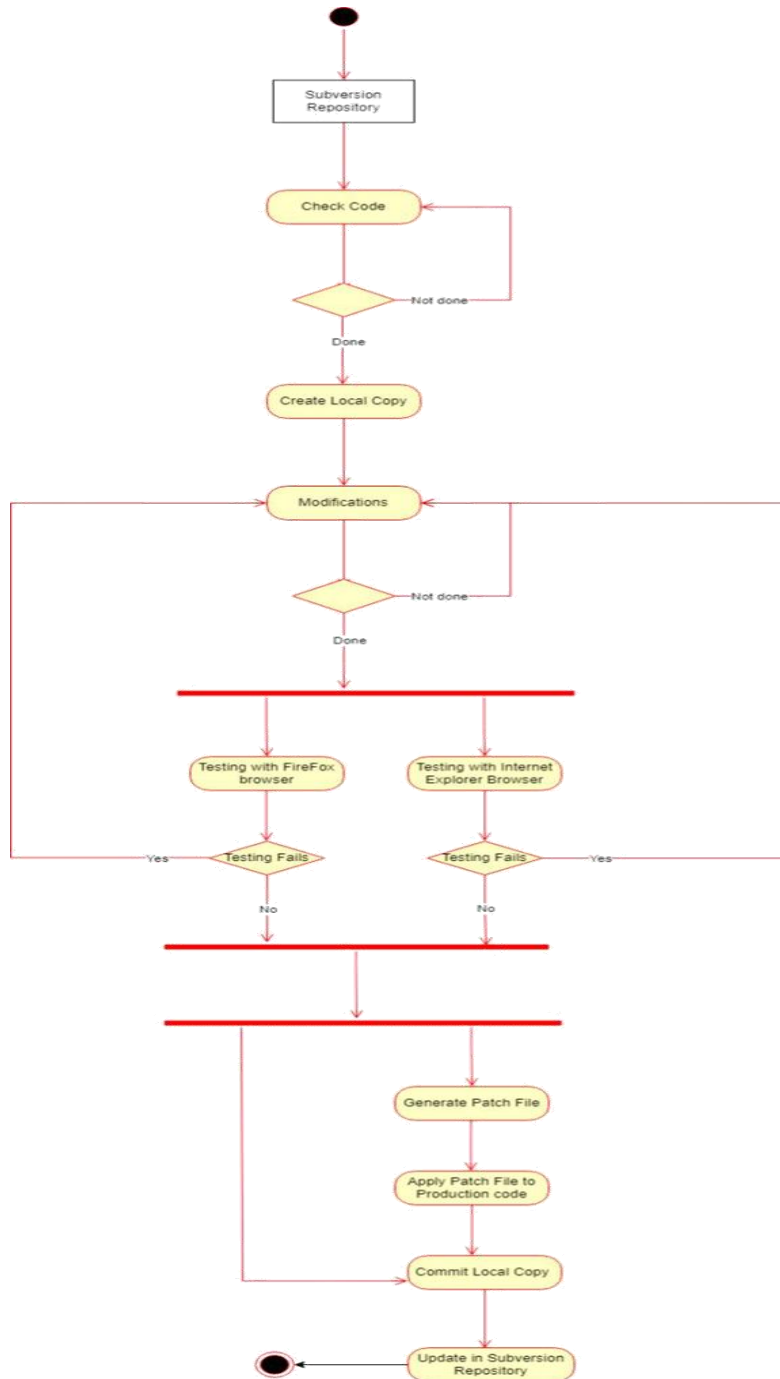 Subversion
Repository
Check Code
Not done
Done
Create Local Copy
Modifications
Not done
Done
Testing with FireFox
browser
Testing with Internet
Explorer Browser
Yes
Testing Fails
Testing Fails
Yes
No
No
Generate Patch File
Apply Patch File to
Production code
Commit Local Copy
Update in Subversion
Repository